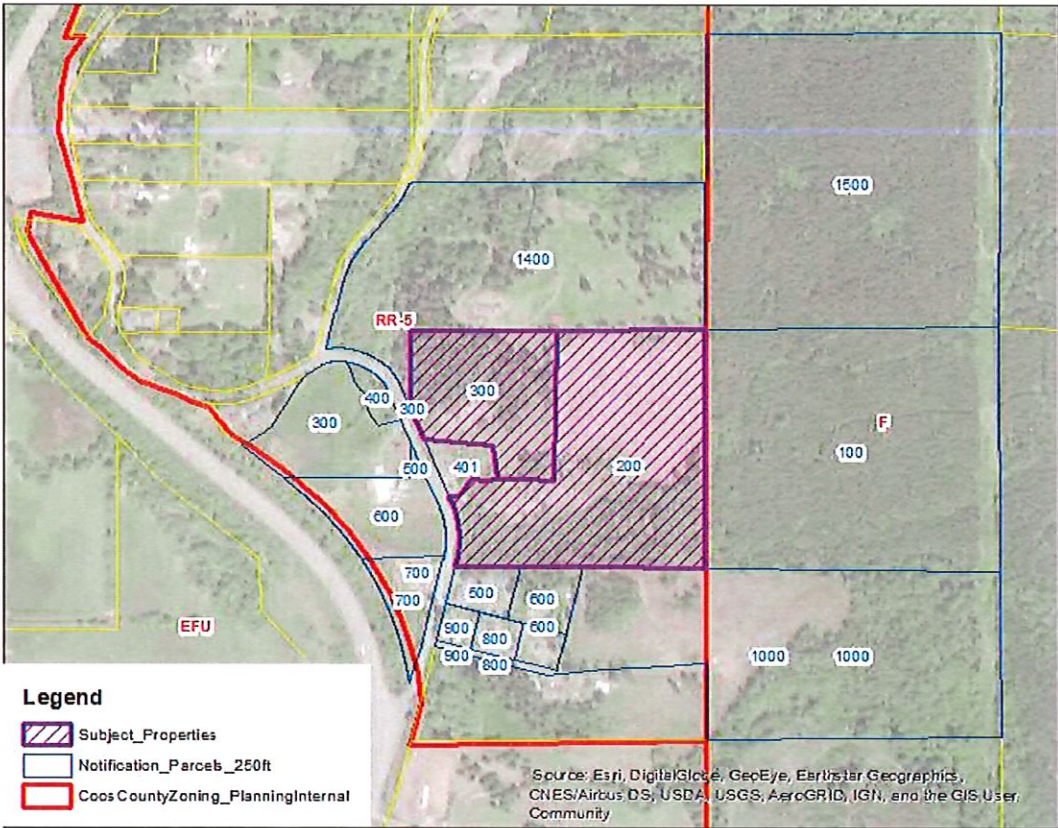 1500
1400
RR-5
300
400
300
300
F
100
500
401
200
600
700
700
500
600
600
900
800
900
800
EFU
1000
1000
Legend
Subject_Properties
Notification_Parcels_250ft
CoosCountyZoning_PlanningInternal
Source: Esri, DigitalGlobe, GeoEye, Earthstar Geographics,
CNES/Airbus DS, USDA, USGS, AeroGRID, IGN, and the GIS User
Community